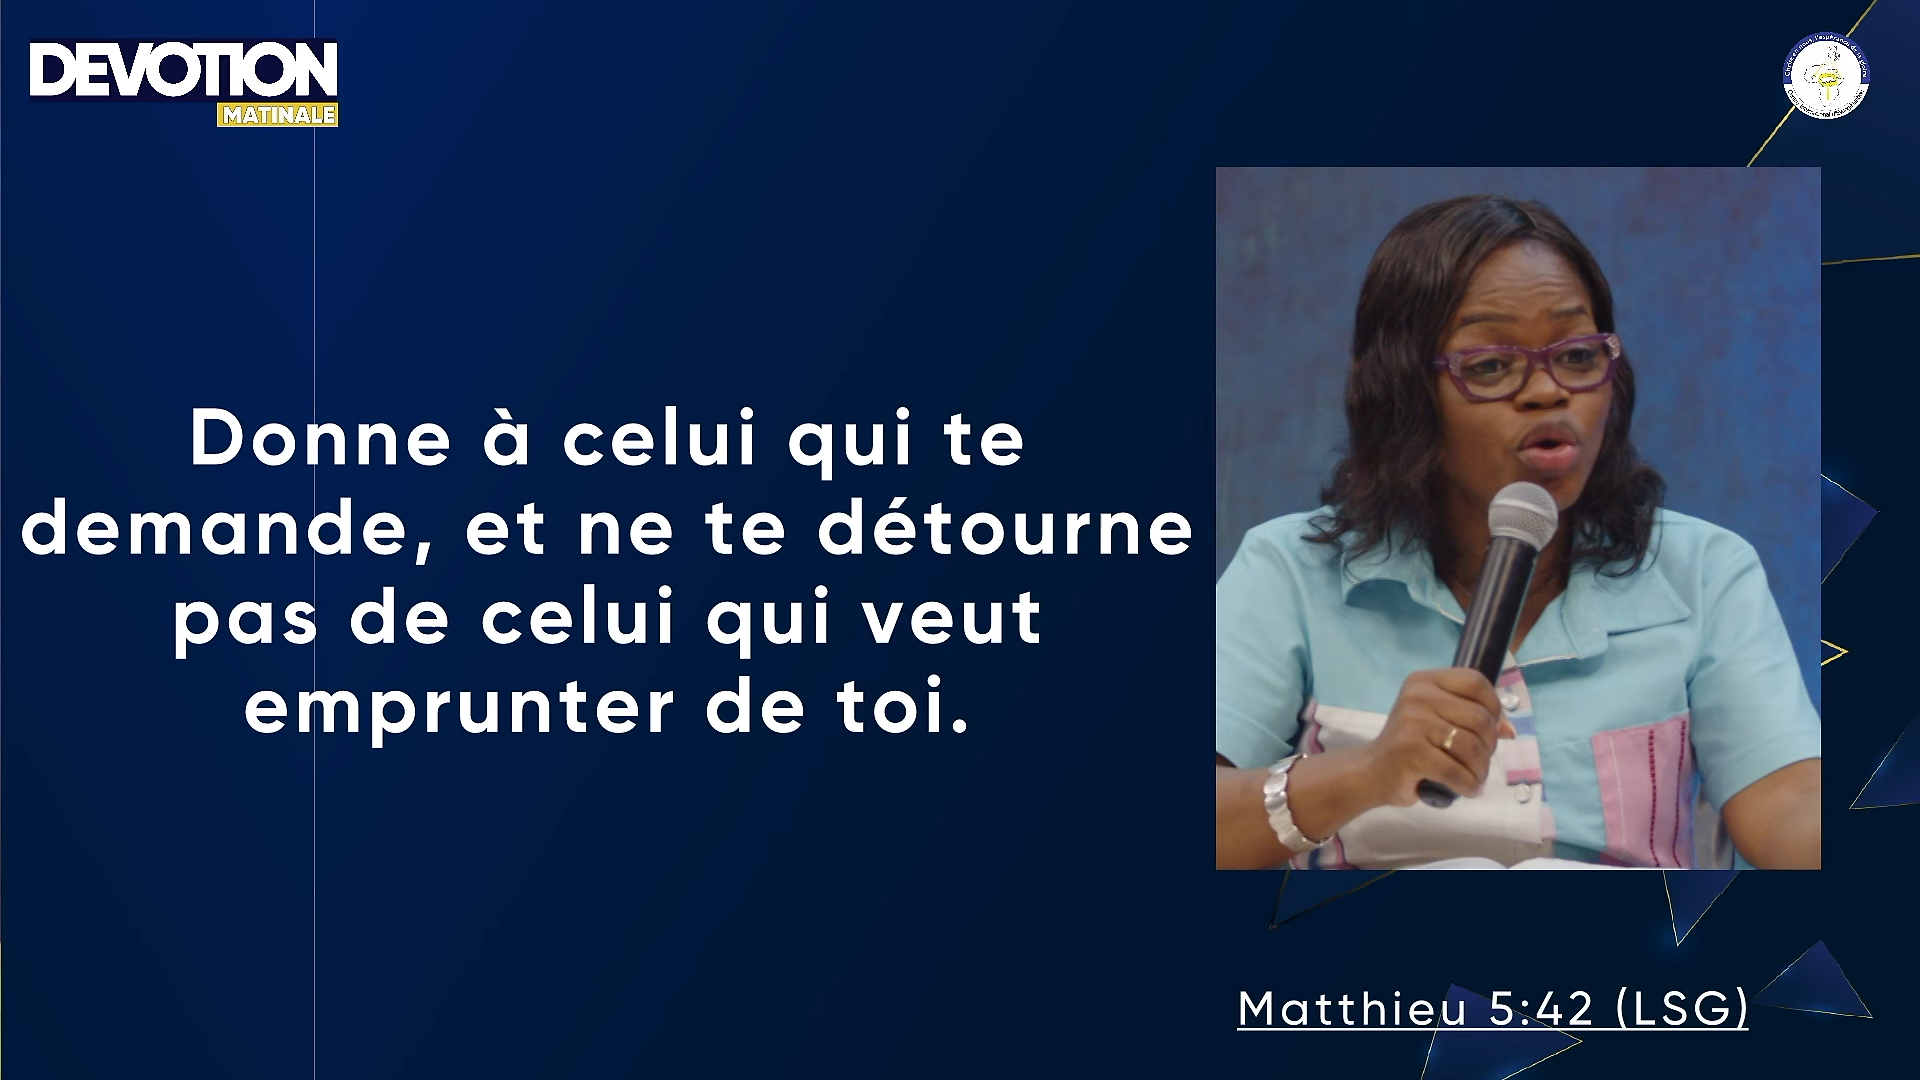 DEVOTION
MATINALE
Donne à celui qui te
demande, et ne te détourne
pas de celui qui veut
emprunter de toi.
Matthieu 5:42 (LSG)